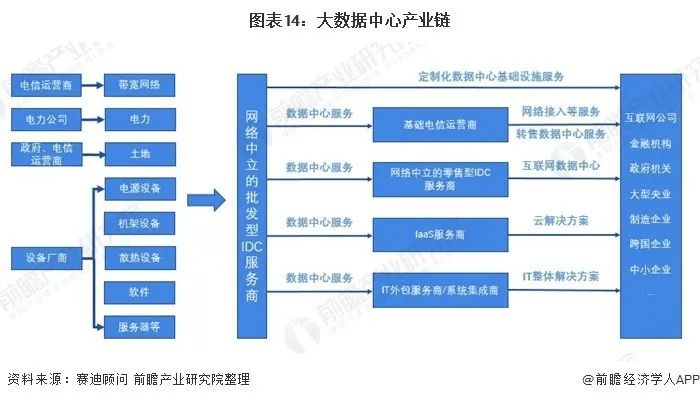 图表14：大数据中心产业链
电信运营商
带宽网络
电力公司
电力
政府、电信
运营商
土地
设备厂商
电源设备
机架设备
散热设备
软件
服务器等
网络中立的批发型IDC服务商
定制化数据中心基础设施服务
数据中心服务
基础电信运营商
网络接入等服务
转售数据中心服务
数据中心服务
网络中立的零售型IDC
服务商
互联网数据中心
数据中心服务
IaaS服务商
云解决方案
数据中心服务
IT外包服务商/系统集成商
IT整体解决方案
互联网公司
金融机构
政府机关
大型央业
制造企业
跨国企业
中小企业
...
资料来源：赛迪顾问 前瞻产业研究院整理
@前瞻经济学人APP
前瞻产业研究院